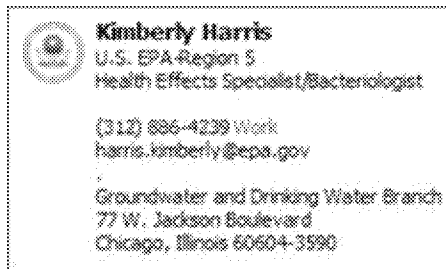 Kimberly Harris
U.S. EPA-Region 5
Health Effects Specialist/Bacteriologist
(312) 886-4239 Work
harris.kimberly@epa.gov
,
Groundwater and Drinking Water Branch
77 W. Jackson Boulevard
Chicago, Illinois 60604-3590